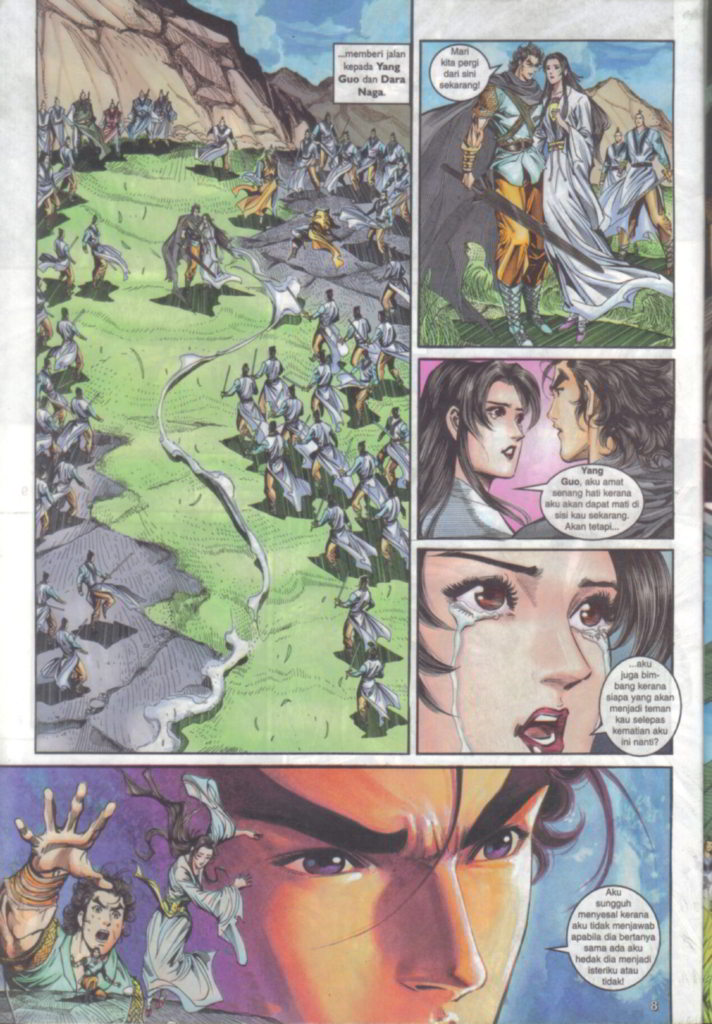 ...memberi jalan
kepada Yang
Guo dan Dara
Naga.
Mari
kita pergi
dari sini
sekarang!
Yang
Guo, aku amat
senang hati kerana
aku akan dapat mati di
sisi kau sekarang.
Akan tetapi...
...aku
juga bim-
bang kerana
siapa yang akan
menjadi teman
kau selepas
kematian aku
ini nanti?
Aku
sungguh
menyesal kerana
aku tidak menjawab
apabila dia bertanya
sama ada aku
hedak dia menjadi
isteriku atau
tidak!
8